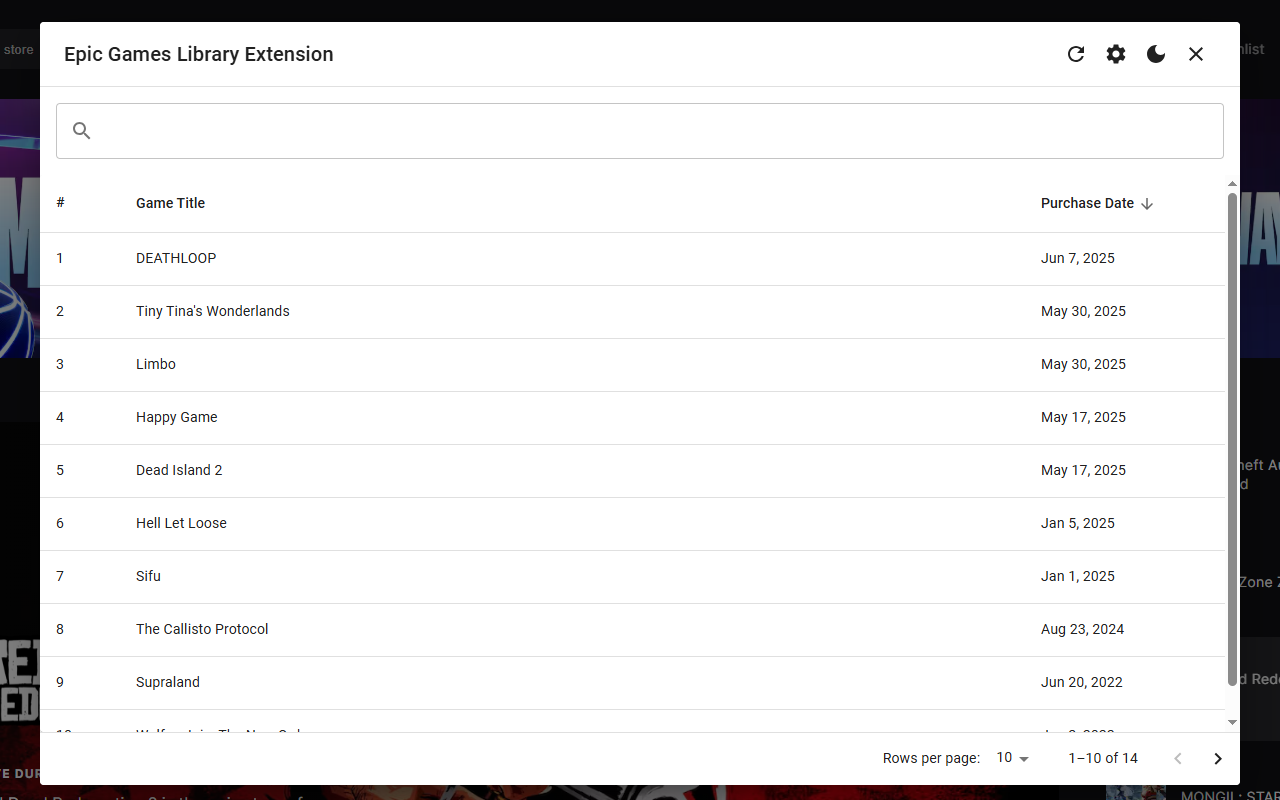 store
Epic Games Library Extension
# Game Title Purchase Date
1 DEATHLOOP Jun 7, 2025
2 Tiny Tina's Wonderlands May 30, 2025
3 Limbo May 30, 2025
4 Happy Game May 17, 2025
5 Dead Island 2 May 17, 2025
6 Hell Let Loose Jan 5, 2025
7 Sifu Jan 1, 2025
8 The Callisto Protocol Aug 23, 2024
9 Supraland Jun 20, 2022
Rows per page: 10 1–10 of 14
Zone
MONGIL: STAR